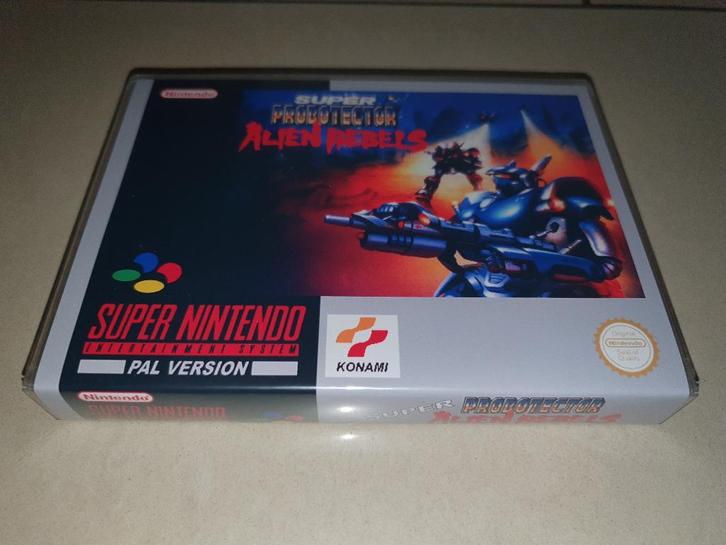 Nintendo
SUPER
PROBOTECTOR
ALIEN REBELS
SUPER NINTENDO
ENTERTAINMENT SYSTEM
PAL VERSION
KONAMI
Original
Nintendo
Seal of
Quality
Nintendo
SUPER NINTENDO
SUPER PROBOTECTOR
ALIEN REBELS